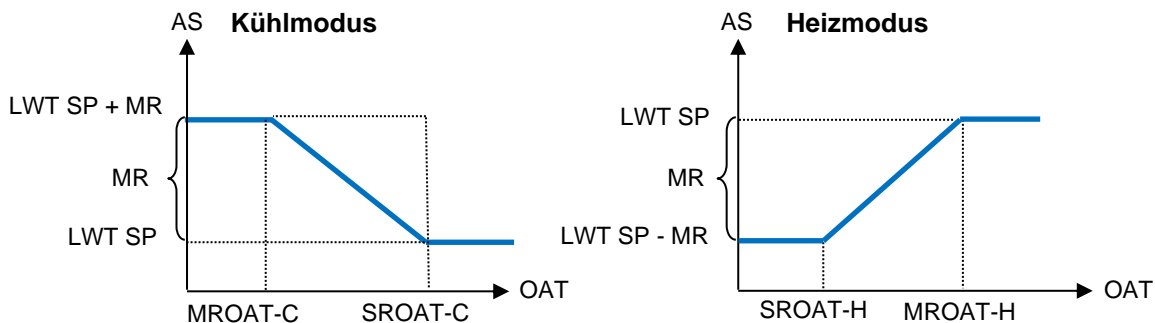 AS Kühlmodus
LWT SP + MR
MR
LWT SP
OAT
MROAT-C SROAT-C
AS Heizmodus
LWT SP
MR
LWT SP - MR
OAT
SROAT-H MROAT-H